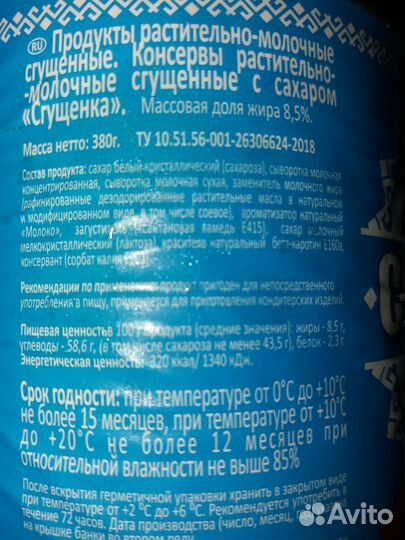 RU Продукты растительно-молочные
сгущенные. Консервы растительно-
-молочные сгущенные с сахаром
«Сгущенка». Массовая доля жира 8,5%.
Масса нетто: 380г. ТУ 10.51.56-001-26306624-2018
Состав продукта: сахар белый кристаллический (сахароза), сыворотка молочная
концентрированная, сыворотка молочная сухая, заменитель молочного жира
(рафинированные дезодорированные растительные масла в натуральном
и модифицированном виде, в том числе соевое), ароматизатор натуральный
«Молоко», загуститель (ксантановая камедь Е415), сахар молочный
мелкокристаллический (лактоза), краситель натуральный бета-каротин Е160а,
консервант (сорбат калия
Рекомендации по применению: продукт пригоден для непосредственного
употребления в пищу, применяется для приготовления кондитерских изделий.
Пищевая ценность 100 г продукта (средние значения): жиры - 8,5 г,
углеводы - 58,6 г, (в том числе сахароза не менее 43,5 г), белок - 2,3 г.
Энергетическая ценность: 320 ккал/ 1340 кДж.
Срок годности: при температуре от 0°С до +10°С
не более 15 месяцев, при температуре от +10°С
до +20°С не более 12 месяцев при
относительной влажности не выше 85%
После вскрытия герметичной упаковки хранить в закрытом виде
при температуре от +2 °С до +6 °С. Рекомендуется употребить в
течение 72 часов. Дата производства (число, месяц,
на крышке банки во втором ряду.
Avito